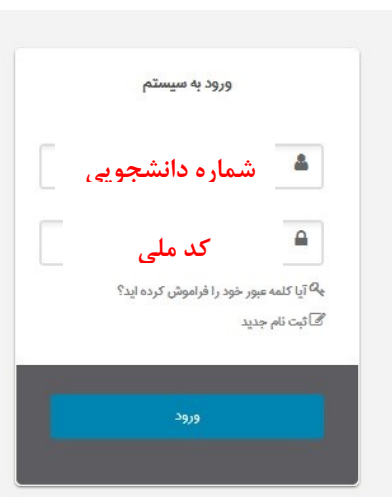 ورود به سیستم
شماره دانشجویی
کد ملی
آیا کلمه عبور خود را فراموش کرده اید؟
ثبت نام جدید
ورود